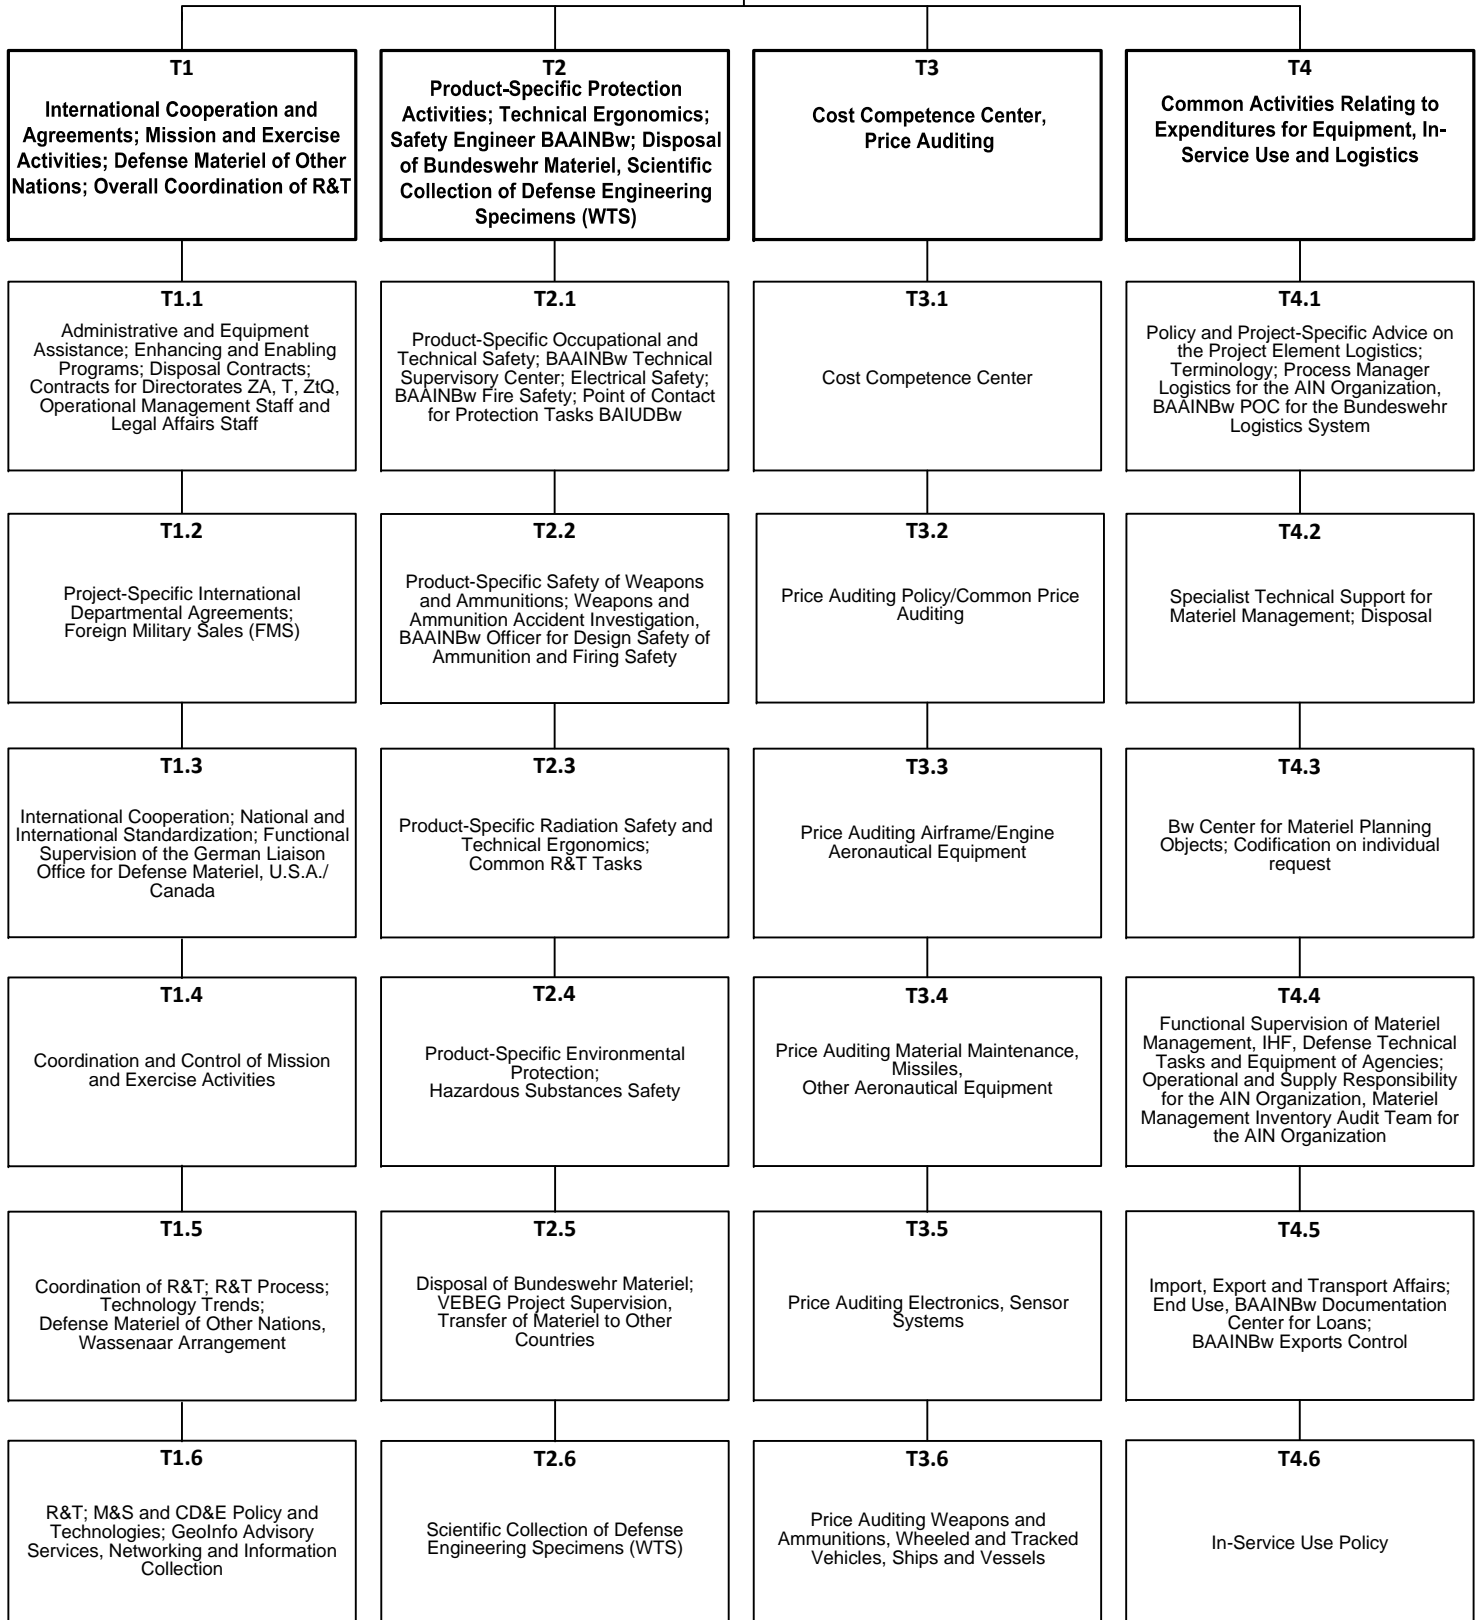 T1
International Cooperation and
Agreements; Mission and Exercise
Activities; Defense Materiel of Other
Nations; Overall Coordination of R&T
T2
Product-Specific Protection
Activities; Technical Ergonomics;
Safety Engineer BAAINBw; Disposal
of Bundeswehr Materiel, Scientific
Collection of Defense Engineering
Specimens (WTS)
T3
Cost Competence Center,
Price Auditing
T4
Common Activities Relating to
Expenditures for Equipment, In-
Service Use and Logistics
T1.1
Administrative and Equipment
Assistance; Enhancing and Enabling
Programs; Disposal Contracts;
Contracts for Directorates ZA, T, ZtQ,
Operational Management Staff and
Legal Affairs Staff
T2.1
Product-Specific Occupational and
Technical Safety; BAAINBw Technical
Supervisory Center; Electrical Safety;
BAAINBw Fire Safety; Point of Contact
for Protection Tasks BAIUDBw
T3.1
Cost Competence Center
T4.1
Policy and Project-Specific Advice on
the Project Element Logistics;
Terminology; Process Manager
Logistics for the AIN Organization,
BAAINBw POC for the Bundeswehr
Logistics System
T1.2
Project-Specific International
Departmental Agreements;
Foreign Military Sales (FMS)
T2.2
Product-Specific Safety of Weapons
and Ammunitions; Weapons and
Ammunition Accident Investigation,
BAAINBw Officer for Design Safety of
Ammunition and Firing Safety
T3.2
Price Auditing Policy/Common Price
Auditing
T4.2
Specialist Technical Support for
Materiel Management; Disposal
T1.3
International Cooperation; National and
International Standardization; Functional
Supervision of the German Liaison
Office for Defense Materiel, U.S.A./
Canada
T2.3
Product-Specific Radiation Safety and
Technical Ergonomics;
Common R&T Tasks
T3.3
Price Auditing Airframe/Engine
Aeronautical Equipment
T4.3
Bw Center for Materiel Planning
Objects; Codification on individual
request
T1.4
Coordination and Control of Mission
and Exercise Activities
T2.4
Product-Specific Environmental
Protection;
Hazardous Substances Safety
T3.4
Price Auditing Material Maintenance,
Missiles,
Other Aeronautical Equipment
T4.4
Functional Supervision of Materiel
Management, IHF, Defense Technical
Tasks and Equipment of Agencies;
Operational and Supply Responsibility
for the AIN Organization, Materiel
Management Inventory Audit Team for
the AIN Organization
T1.5
Coordination of R&T; R&T Process;
Technology Trends;
Defense Materiel of Other Nations,
Wassenaar Arrangement
T2.5
Disposal of Bundeswehr Materiel;
VEBEG Project Supervision,
Transfer of Materiel to Other
Countries
T3.5
Price Auditing Electronics, Sensor
Systems
T4.5
Import, Export and Transport Affairs;
End Use, BAAINBw Documentation
Center for Loans;
BAAINBw Exports Control
T1.6
R&T; M&S and CD&E Policy and
Technologies; GeoInfo Advisory
Services, Networking and Information
Collection
T2.6
Scientific Collection of Defense
Engineering Specimens (WTS)
T3.6
Price Auditing Weapons and
Ammunitions, Wheeled and Tracked
Vehicles, Ships and Vessels
T4.6
In-Service Use Policy